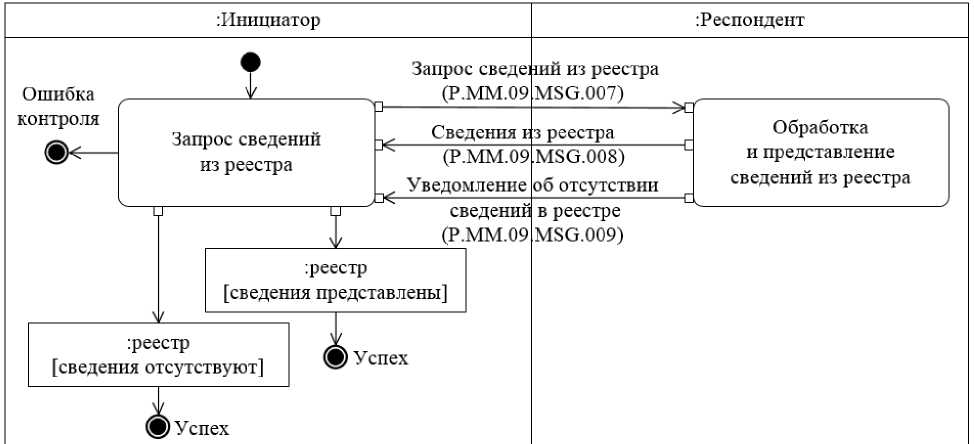 :Инициатор
:Респондент
Запрос сведений из реестра
(P.MM.09.MSG.007)
Ошибка
контроля
Запрос сведений
из реестра
Сведения из реестра
(P.MM.09.MSG.008)
Обработка
и представление
сведений из реестра
Уведомление об отсутствии
сведений в реестре
(P.MM.09.MSG.009)
:реестр
[сведения представлены]
:реестр
[сведения отсутствуют]
Успех
Успех